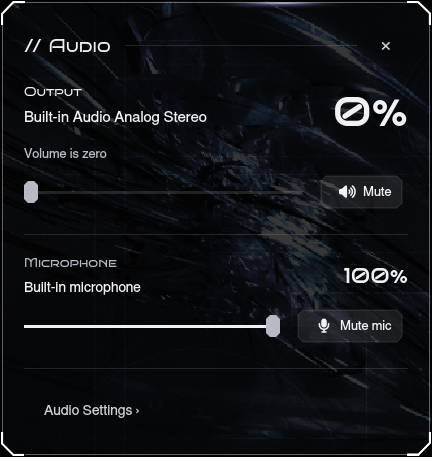 // Audio
×
Output
Built-in Audio Analog Stereo
0%
Volume is zero
Mute
Microphone
Built-in microphone
100%
Mute mic
Audio Settings ›